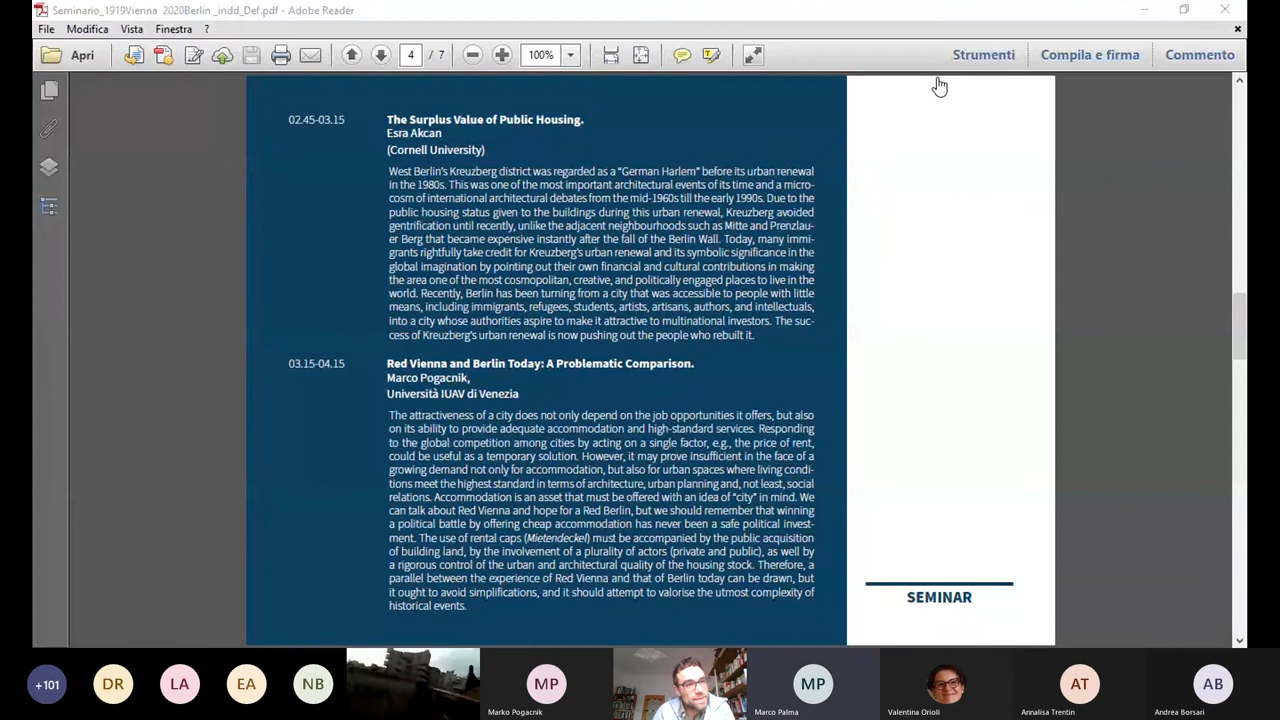 Seminario_1919Vienna 2020Berlin _indd_Def.pdf - Adobe Reader
File Modifica Vista Finestra ?
Apri 4 / 7 100% Strumenti Compila e firma Commento
02.45-03.15 The Surplus Value of Public Housing.
Esra Akcan
(Cornell University)
West Berlin's Kreuzberg district was regarded as a “German Harlem” before its urban renewal
in the 1980s. This was one of the most important architectural events of its time and a micro-
cosm of international architectural debates from the mid-1960s till the early 1990s. Due to the
public housing status given to the buildings during this urban renewal, Kreuzberg avoided
gentrification until recently, unlike the adjacent neighbourhoods such as Mitte and Prenzlau-
er Berg that became expensive instantly after the fall of the Berlin Wall. Today, many immi-
grants rightfully take credit for Kreuzberg's urban renewal and its symbolic significance in the
global imagination by pointing out their own financial and cultural contributions in making
the area one of the most cosmopolitan, creative, and politically engaged places to live in the
world. Recently, Berlin has been turning from a city that was accessible to people with little
means, including immigrants, refugees, students, artists, artisans, authors, and intellectuals,
into a city whose authorities aspire to make it attractive to multinational investors. The suc-
cess of Kreuzberg's urban renewal is now pushing out the people who rebuilt it.
03.15-04.15 Red Vienna and Berlin Today: A Problematic Comparison.
Marco Pogacnik,
Università IUAV di Venezia
The attractiveness of a city does not only depend on the job opportunities it offers, but also
on its ability to provide adequate accommodation and high-standard services. Responding
to the global competition among cities by acting on a single factor, e.g., the price of rent,
could be useful as a temporary solution. However, it may prove insufficient in the face of a
growing demand not only for accommodation, but also for urban spaces where living condi-
tions meet the highest standard in terms of architecture, urban planning and, not least, social
relations. Accommodation is an asset that must be offered with an idea of “city” in mind. We
can talk about Red Vienna and hope for a Red Berlin, but we should remember that winning
a political battle by offering cheap accommodation has never been a safe political invest-
ment. The use of rental caps (Mietendeckel) must be accompanied by the public acquisition
of building land, by the involvement of a plurality of actors (private and public), as well by
a rigorous control of the urban and architectural quality of the housing stock. Therefore, a
parallel between the experience of Red Vienna and that of Berlin today can be drawn, but
it ought to avoid simplifications, and it should attempt to valorise the utmost complexity of
historical events.
SEMINAR
+101 DR LA EA NB MP MP AT AB
Marko Pogacnik Marco Palma Valentina Orioli Annalisa Trentin Andrea Borsari